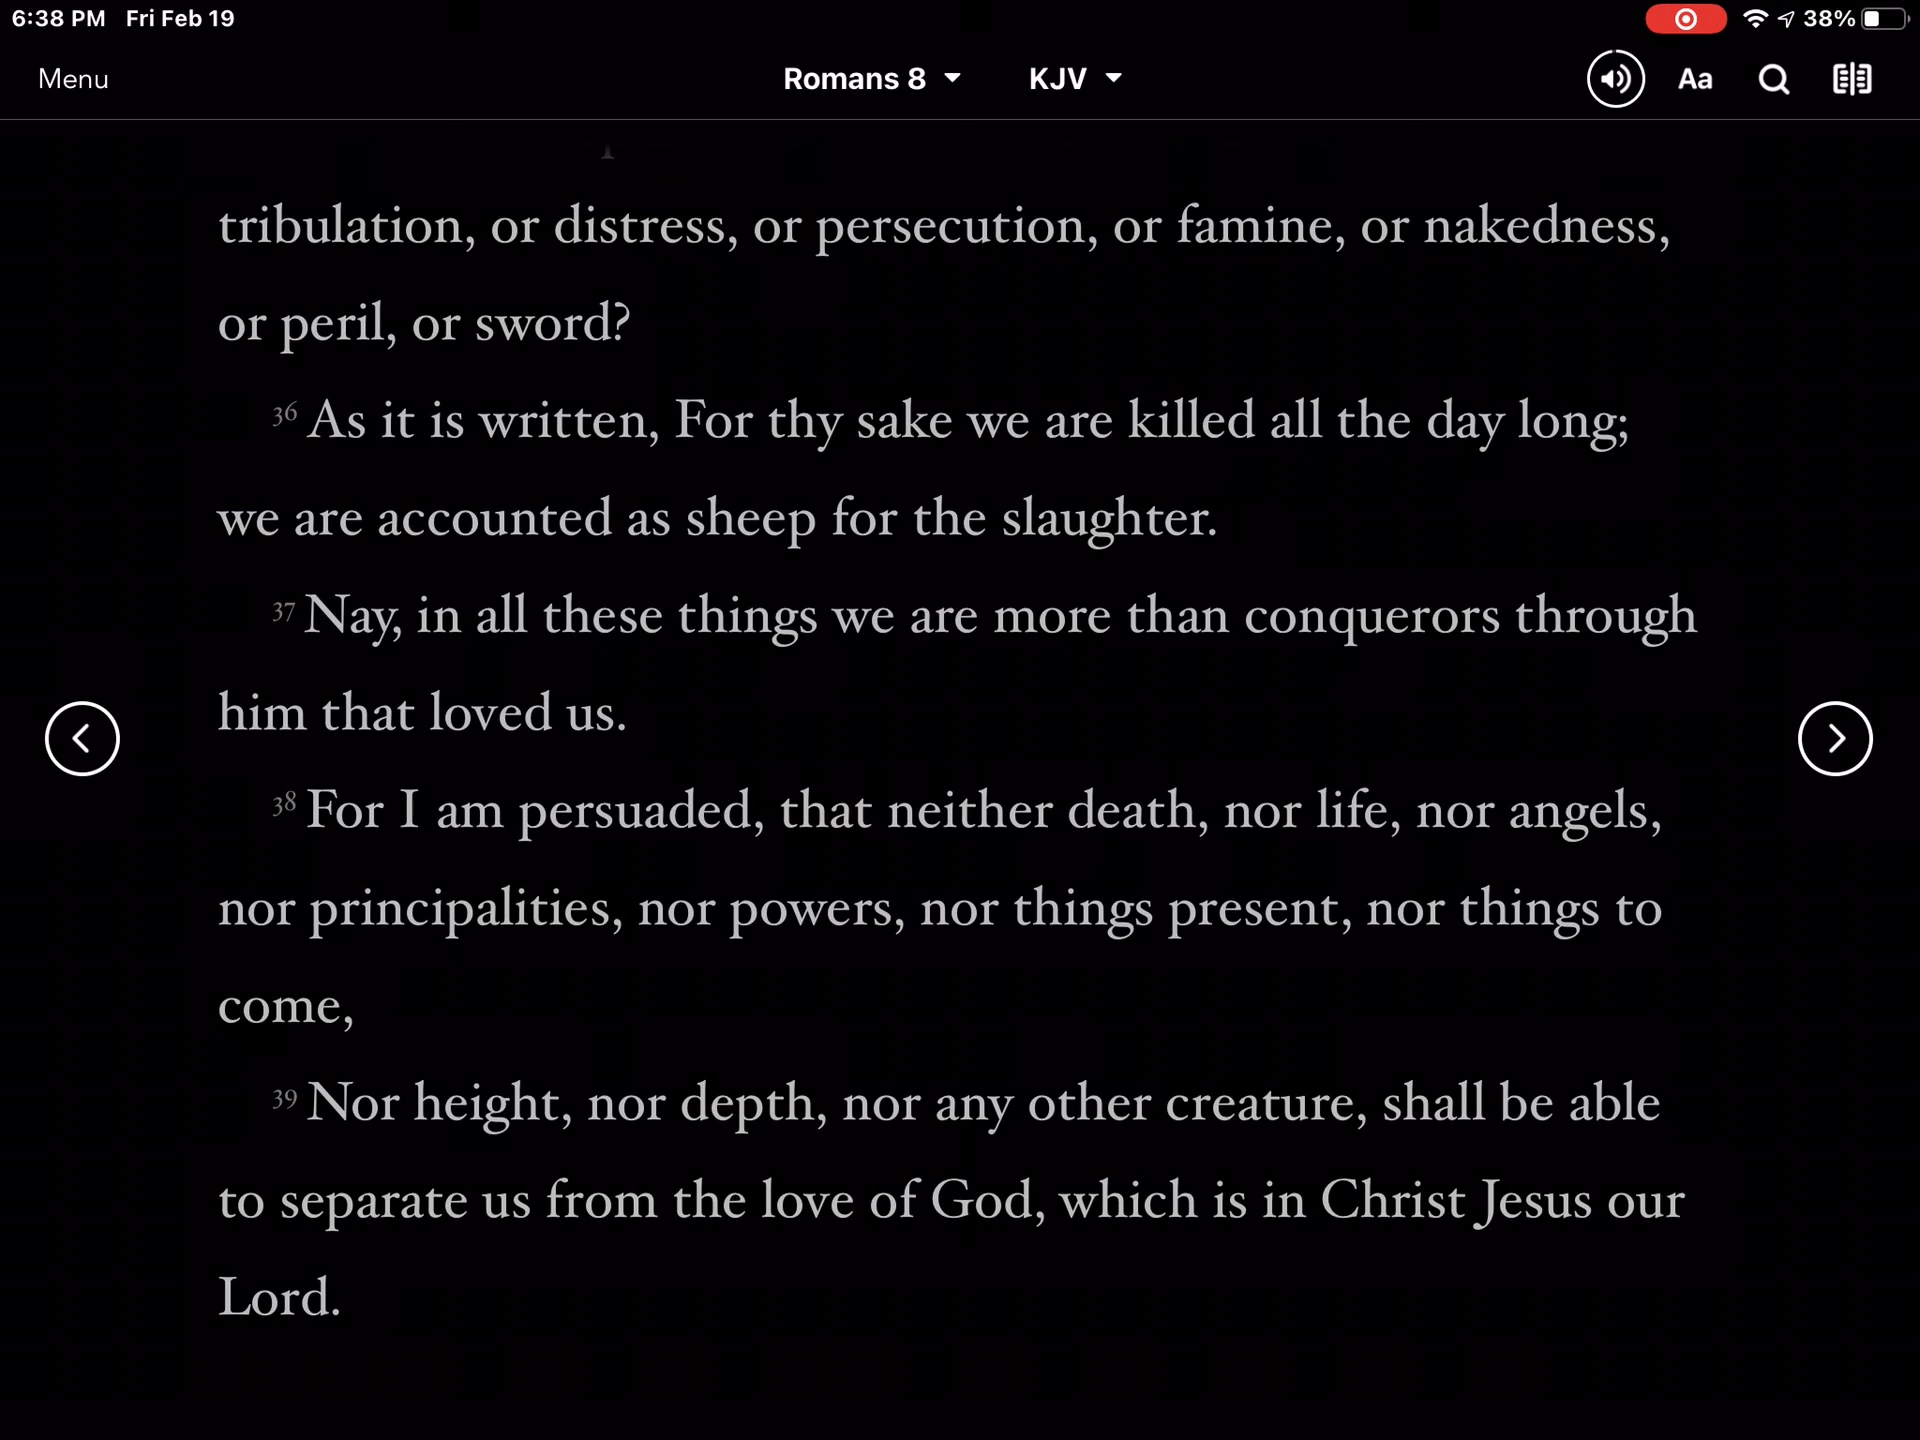 6:38 PM Fri Feb 19 38%
Menu Romans 8 KJV Aa
tribulation, or distress, or persecution, or famine, or nakedness,
or peril, or sword?
36 As it is written, For thy sake we are killed all the day long;
we are accounted as sheep for the slaughter.
37 Nay, in all these things we are more than conquerors through
him that loved us.
38 For I am persuaded, that neither death, nor life, nor angels,
nor principalities, nor powers, nor things present, nor things to
come,
39 Nor height, nor depth, nor any other creature, shall be able
to separate us from the love of God, which is in Christ Jesus our
Lord.